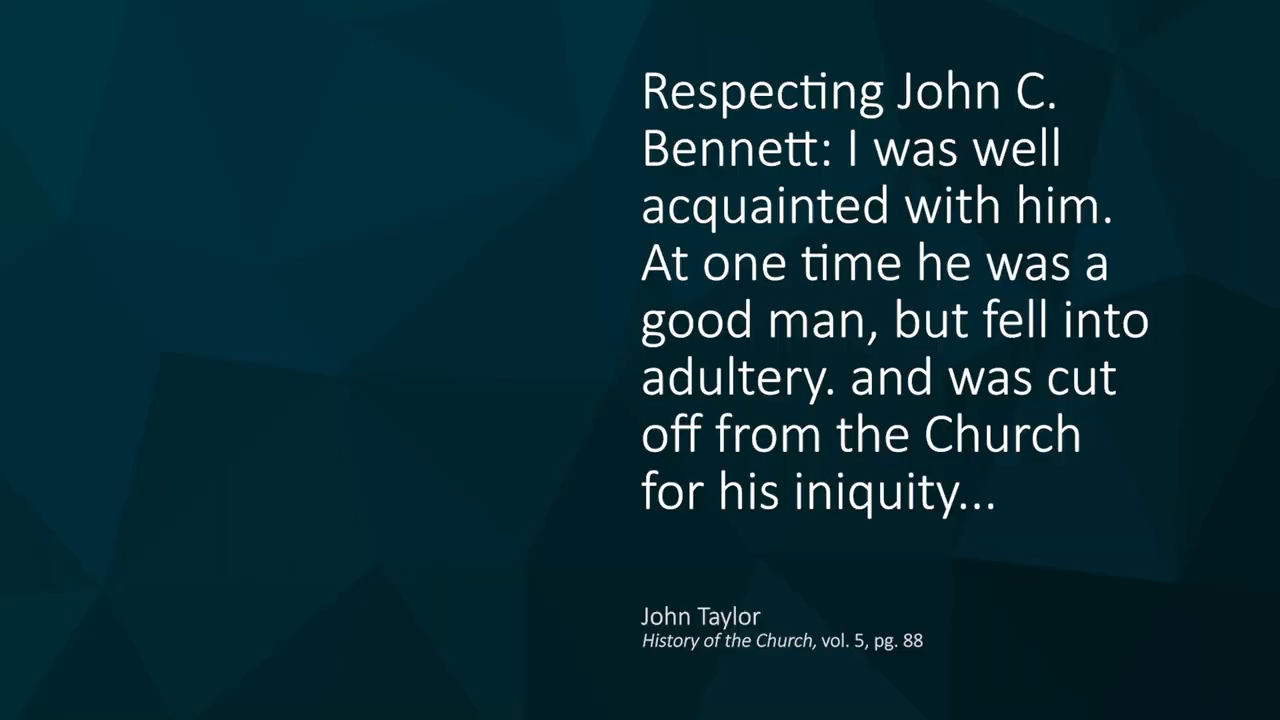 Respecting John C.
Bennett: I was well
acquainted with him.
At one time he was a
good man, but fell into
adultery. and was cut
off from the Church
for his iniquity...
John Taylor
History of the Church, vol. 5, pg. 88